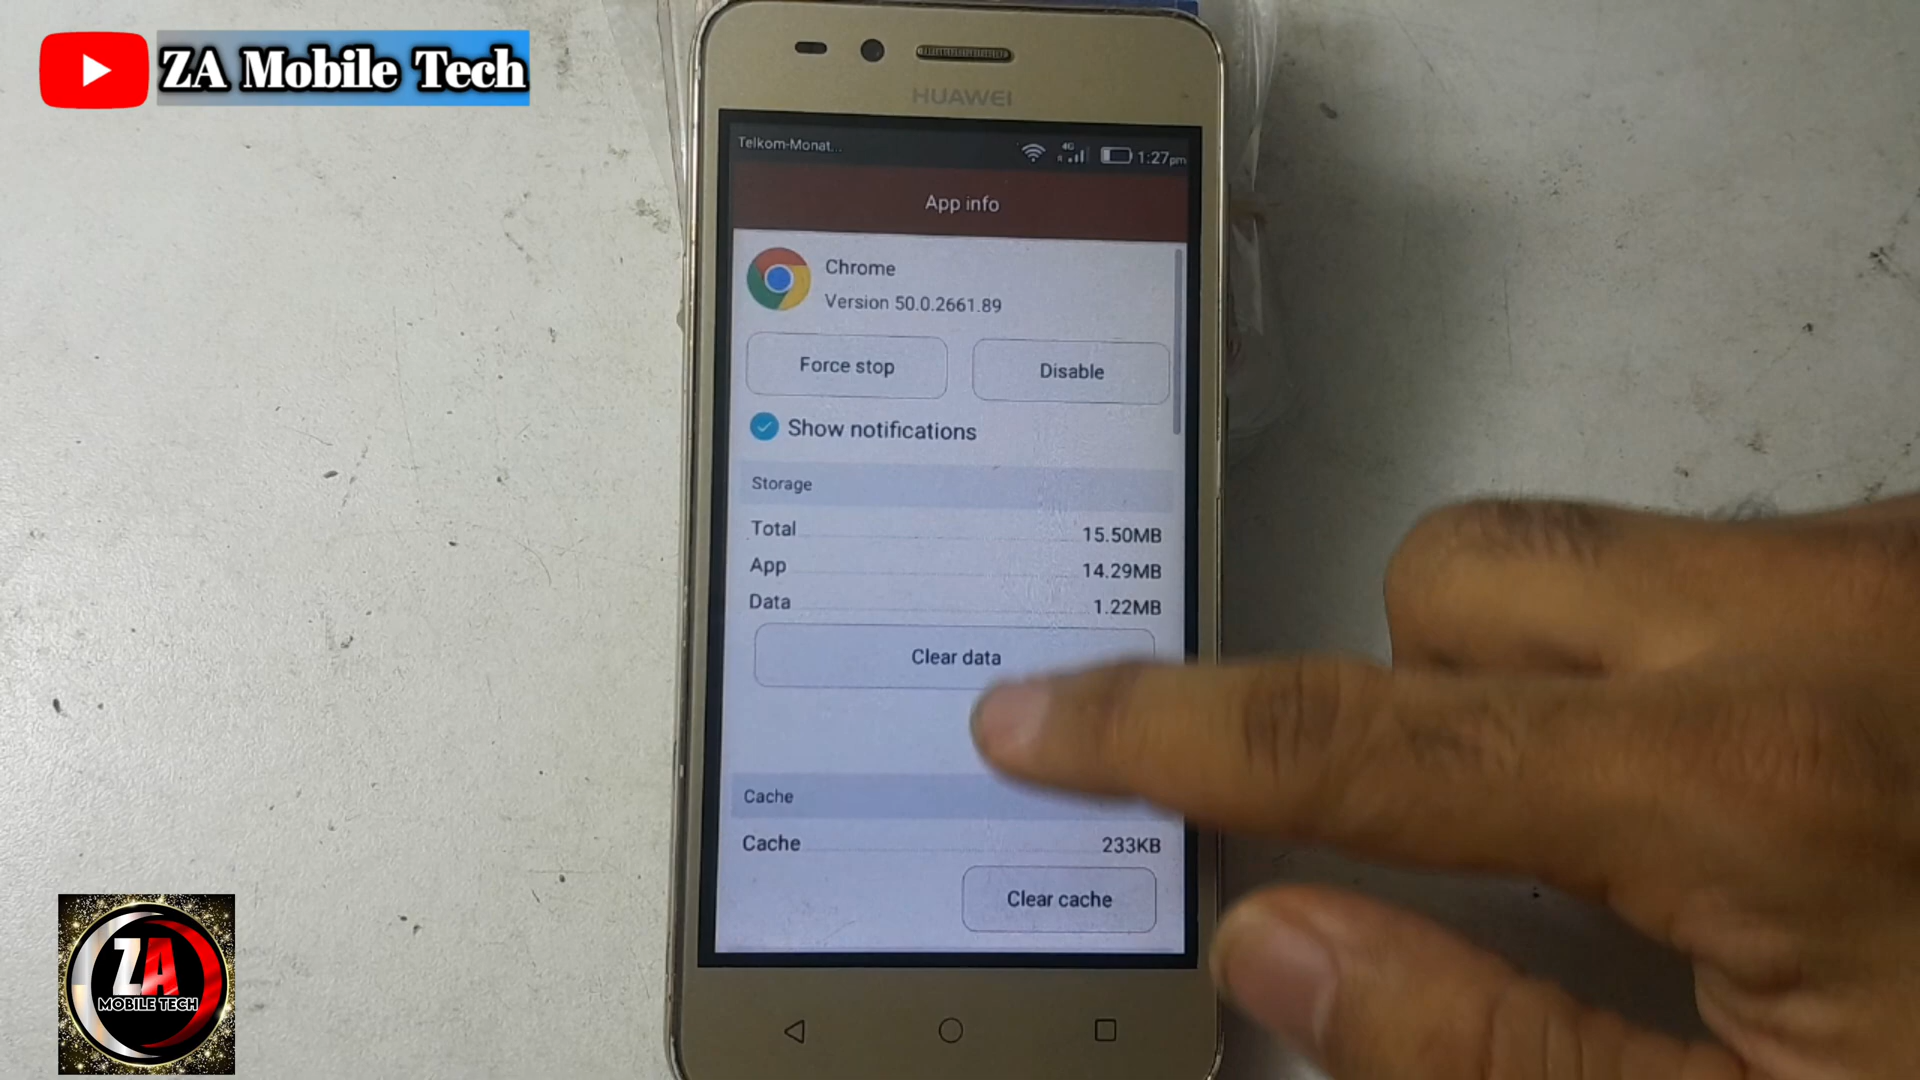 ZA Mobile Tech
HUAWEI
Telkom-Monat...
4G
R
1:27pm
App info
Chrome
Version 50.0.2661.89
Force stop
Disable
Show notifications
Storage
Total 15.50MB
App 14.29MB
Data 1.22MB
Clear data
Cache
Cache 233KB
Clear cache
ZA
MOBILE TECH